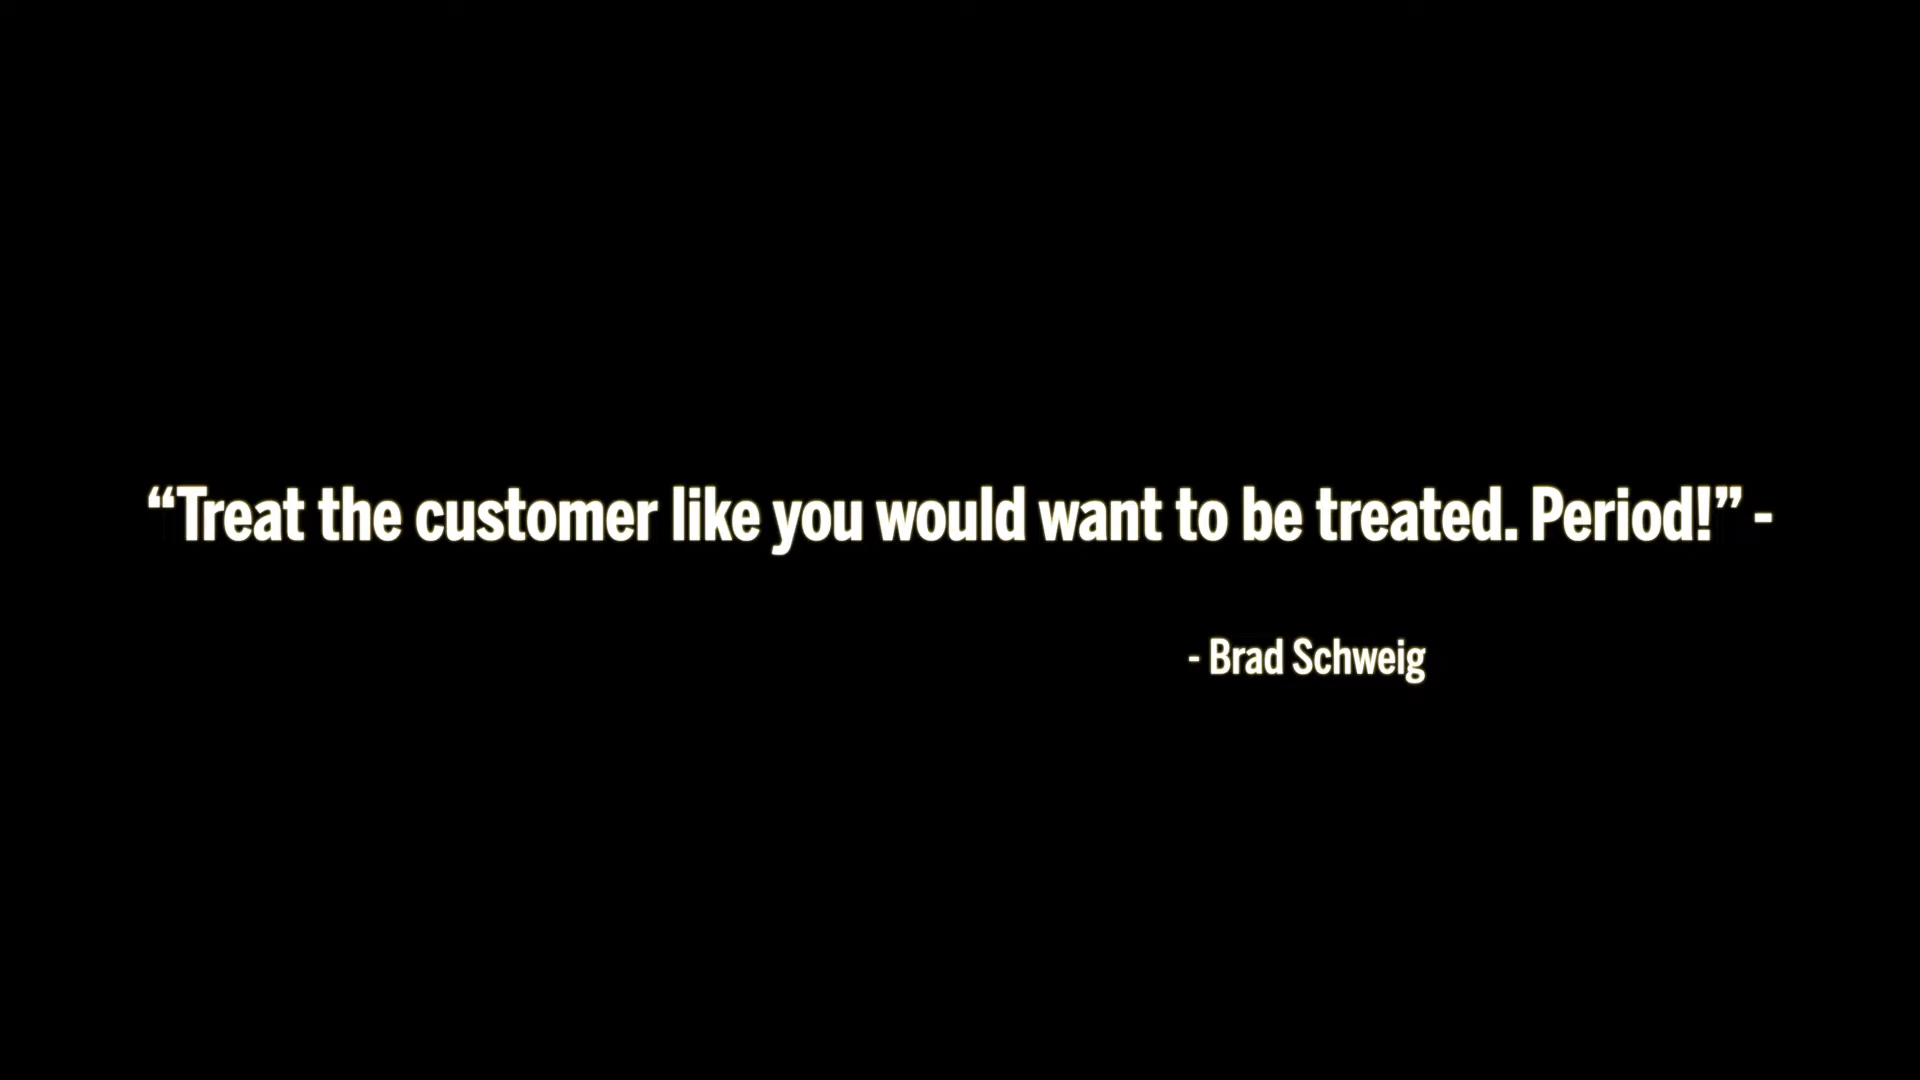 “Treat the customer like you would want to be treated. Period!” -
- Brad Schweig